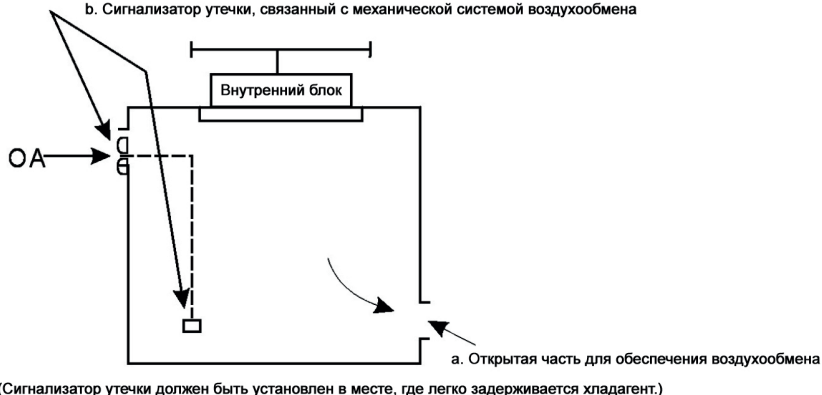 b. Сигнализатор утечки, связанный с механической системой воздухообмена
Внутренний блок
OA
a. Открытая часть для обеспечения воздухообмена
(Сигнализатор утечки должен быть установлен в месте, где легко задерживается хладагент.)